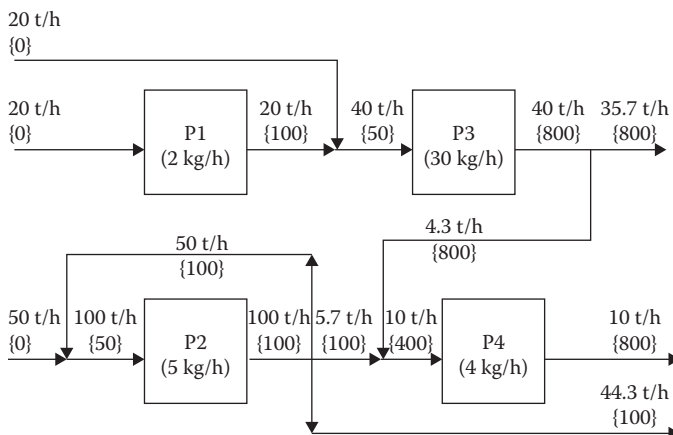 20 t/h
{0}
20 t/h
{0}
P1
(2 kg/h)
20 t/h
{100}
40 t/h
{50}
P3
(30 kg/h)
40 t/h
{800}
35.7 t/h
{800}
4.3 t/h
{800}
50 t/h
{100}
50 t/h
{0}
100 t/h
{50}
P2
(5 kg/h)
100 t/h
{100}
5.7 t/h
{100}
10 t/h
{400}
P4
(4 kg/h)
10 t/h
{800}
44.3 t/h
{100}